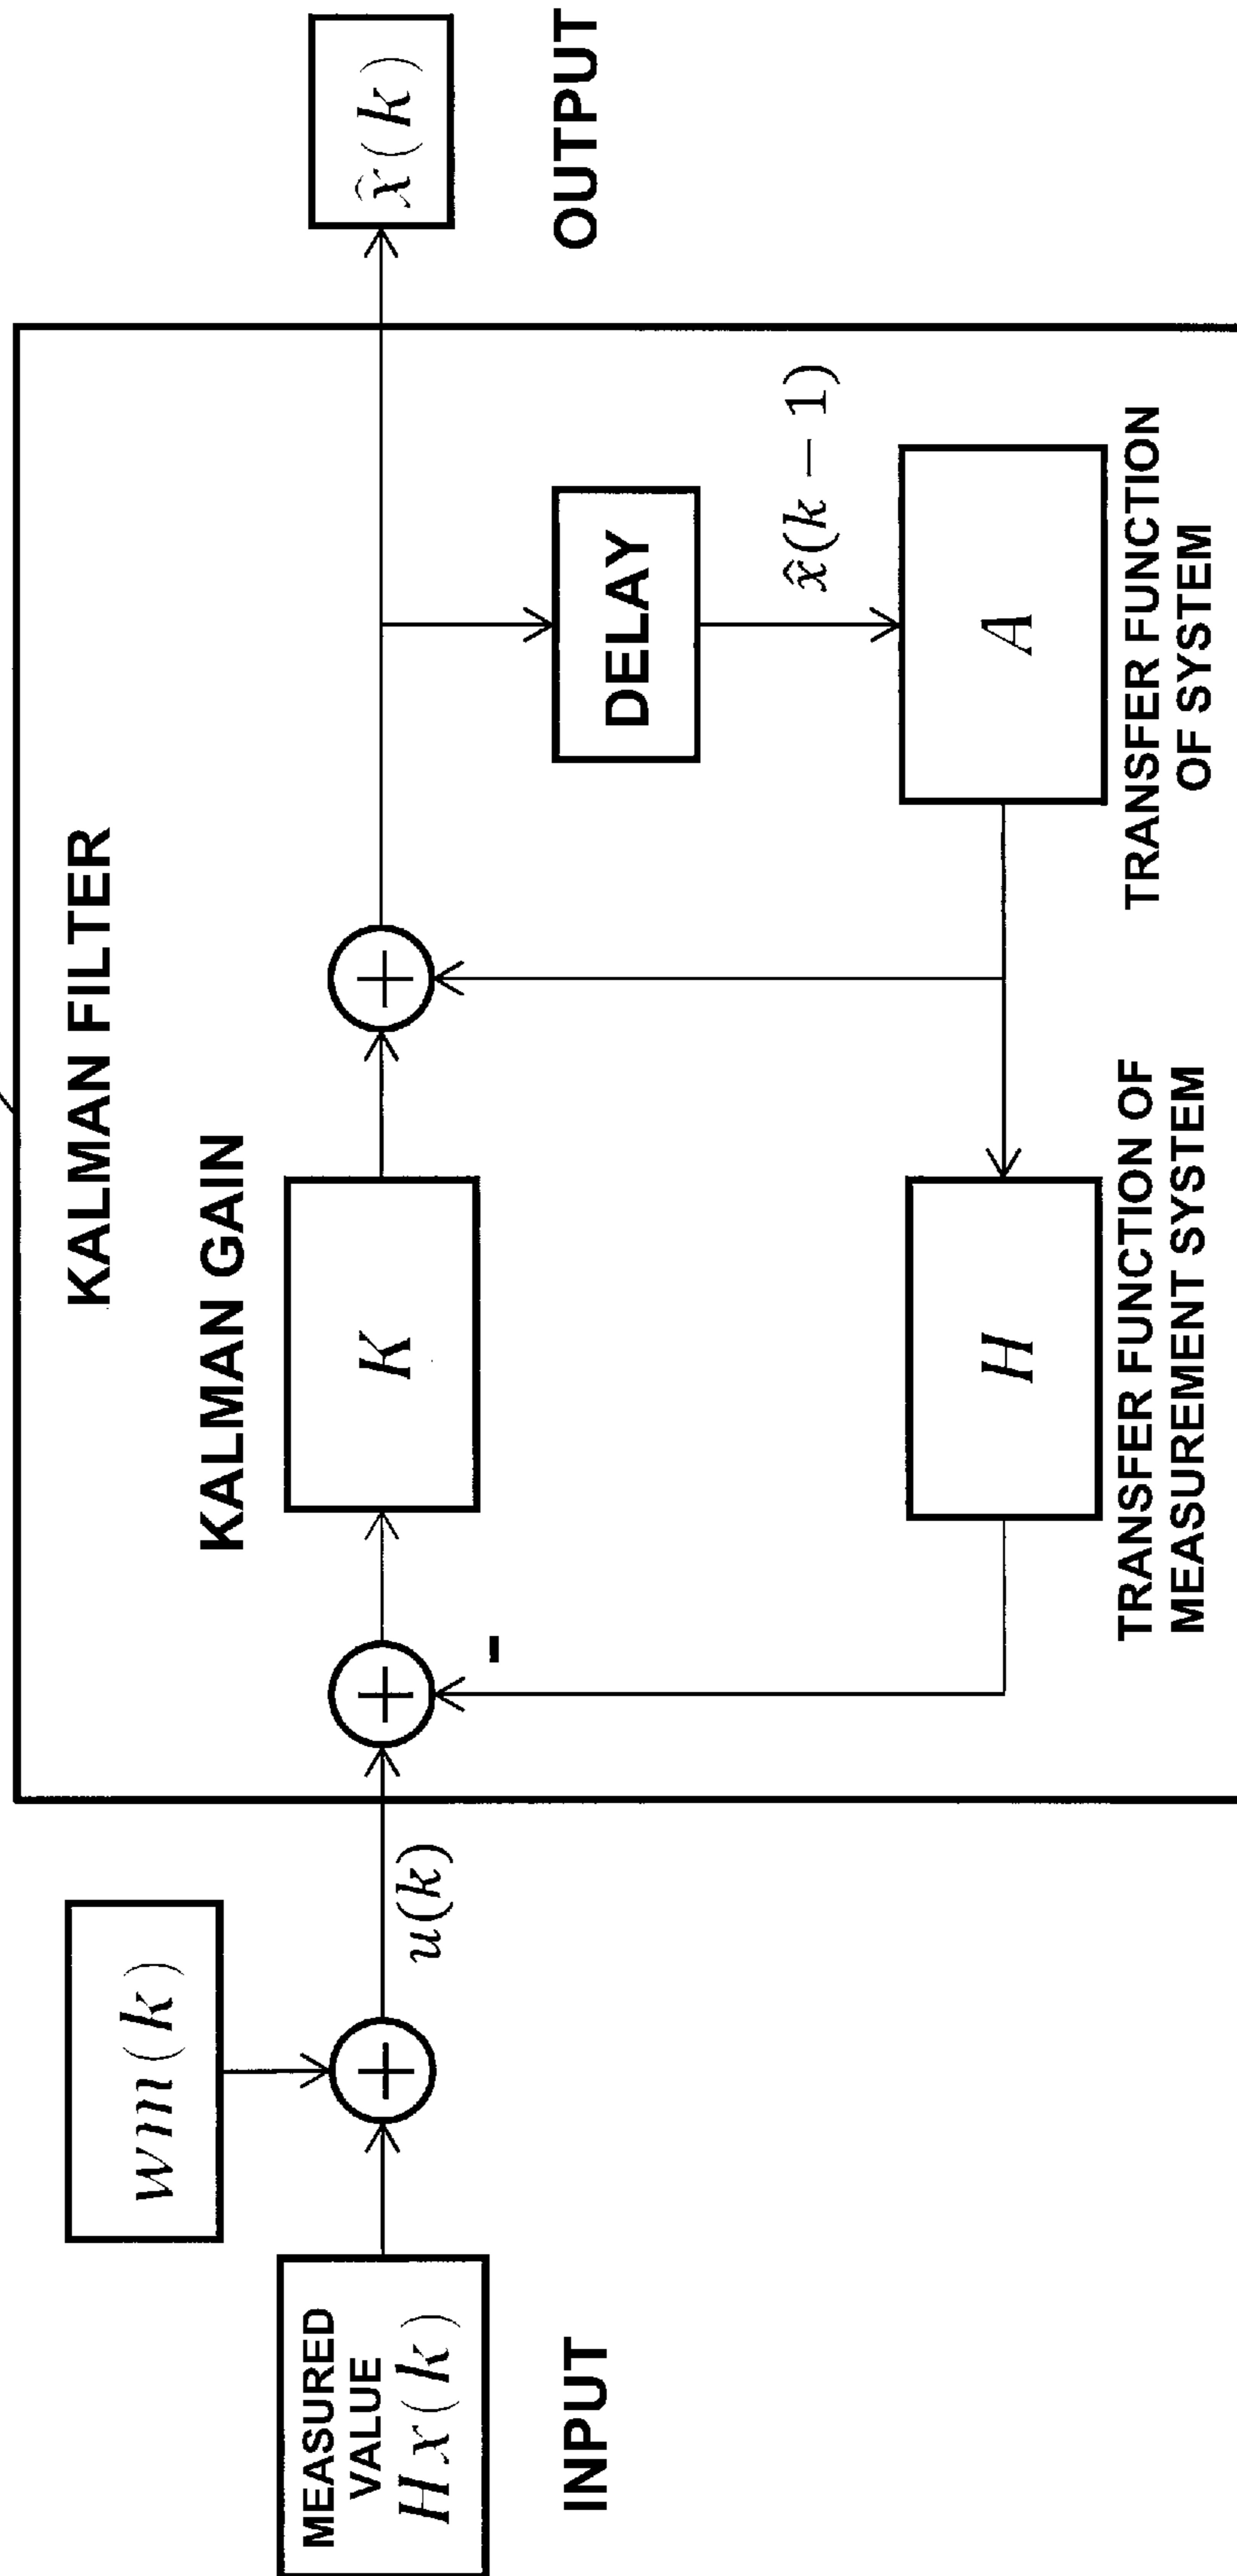 KALMAN FILTER
wm(k)
KALMAN GAIN
MEASURED
VALUE
Hx(k)
+
u(k)
+
-
K
+
x̂(k)
INPUT
OUTPUT
DELAY
x̂(k − 1)
H
A
TRANSFER FUNCTION OF
MEASUREMENT SYSTEM
TRANSFER FUNCTION
OF SYSTEM